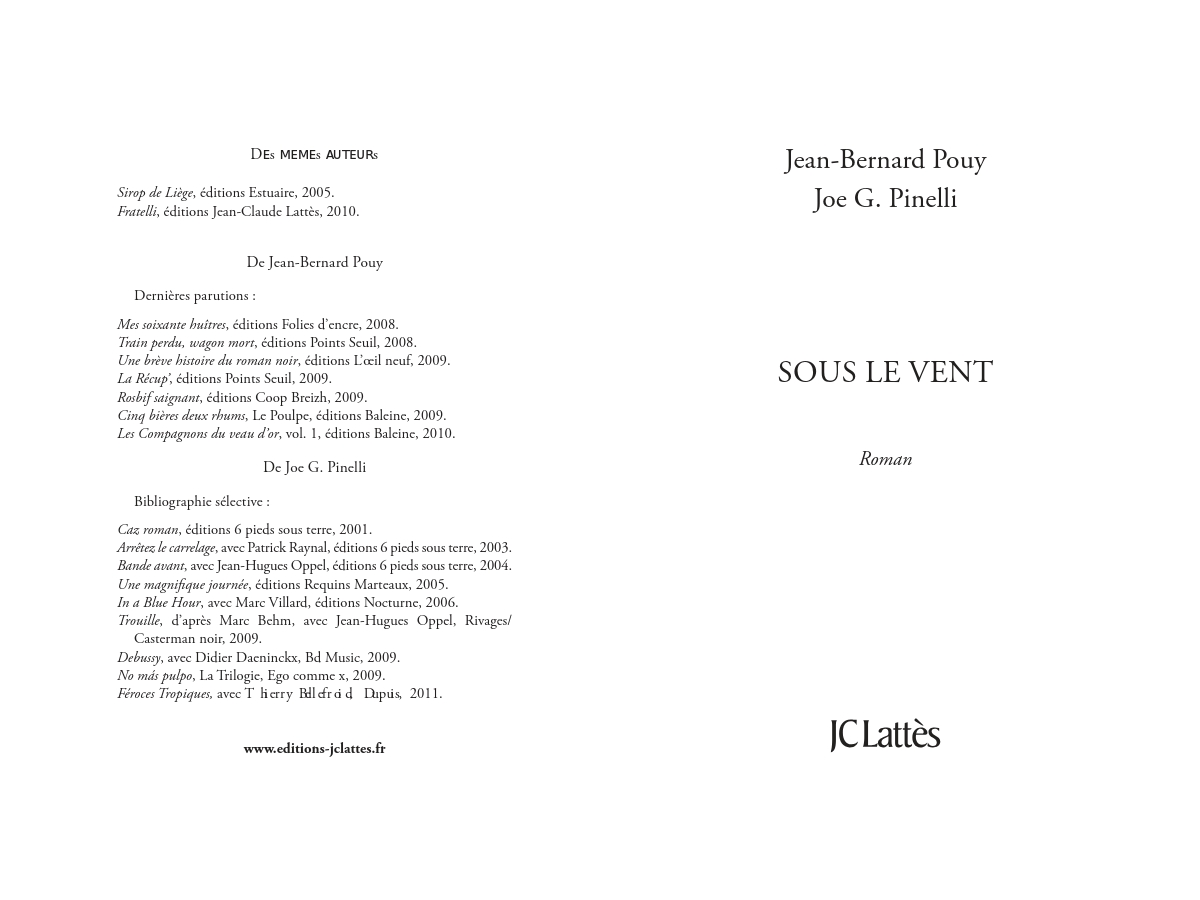 DEs MEMEs AUTEURs
Sirop de Liège, éditions Estuaire, 2005.
Fratelli, éditions Jean-Claude Lattès, 2010.
De Jean-Bernard Pouy
Dernières parutions :
Mes soixante huîtres, éditions Folies d’encre, 2008.
Train perdu, wagon mort, éditions Points Seuil, 2008.
Une brève histoire du roman noir, éditions L’œil neuf, 2009.
La Récup’, éditions Points Seuil, 2009.
Rosbif saignant, éditions Coop Breizh, 2009.
Cinq bières deux rhums, Le Poulpe, éditions Baleine, 2009.
Les Compagnons du veau d’or, vol. 1, éditions Baleine, 2010.
De Joe G. Pinelli
Bibliographie sélective :
Caz roman, éditions 6 pieds sous terre, 2001.
Arrêtez le carrelage, avec Patrick Raynal, éditions 6 pieds sous terre, 2003.
Bande avant, avec Jean-Hugues Oppel, éditions 6 pieds sous terre, 2004.
Une magnifique journée, éditions Requins Marteaux, 2005.
In a Blue Hour, avec Marc Villard, éditions Nocturne, 2006.
Trouille, d’après Marc Behm, avec Jean-Hugues Oppel, Rivages/
Casterman noir, 2009.
Debussy, avec Didier Daeninckx, Bd Music, 2009.
No más pulpo, La Trilogie, Ego comme x, 2009.
Féroces Tropiques, avec Thierry Bellefroid, Dupuis, 2011.
www.editions-jclattes.fr
Jean-Bernard Pouy
Joe G. Pinelli
SOUS LE VENT
Roman
JC Lattès